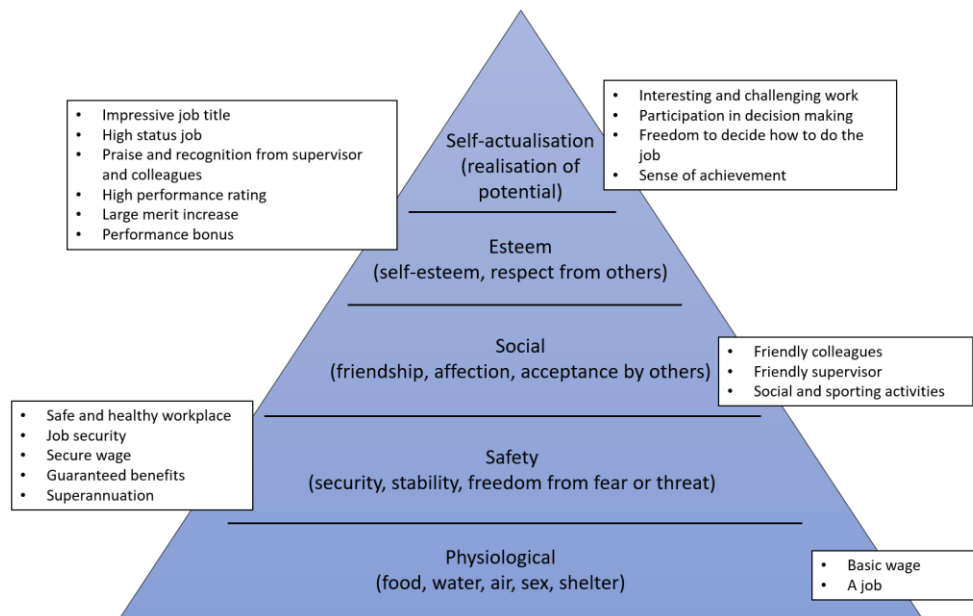 • Impressive job title
• High status job
• Praise and recognition from supervisor
and colleagues
• High performance rating
• Large merit increase
• Performance bonus
• Interesting and challenging work
• Participation in decision making
• Freedom to decide how to do the
job
• Sense of achievement
Self-actualisation
(realisation of
potential)
Esteem
(self-esteem, respect from others)
Social
(friendship, affection, acceptance by others)
• Friendly colleagues
• Friendly supervisor
• Social and sporting activities
• Safe and healthy workplace
• Job security
• Secure wage
• Guaranteed benefits
• Superannuation
Safety
(security, stability, freedom from fear or threat)
Physiological
(food, water, air, sex, shelter)
• Basic wage
• A job